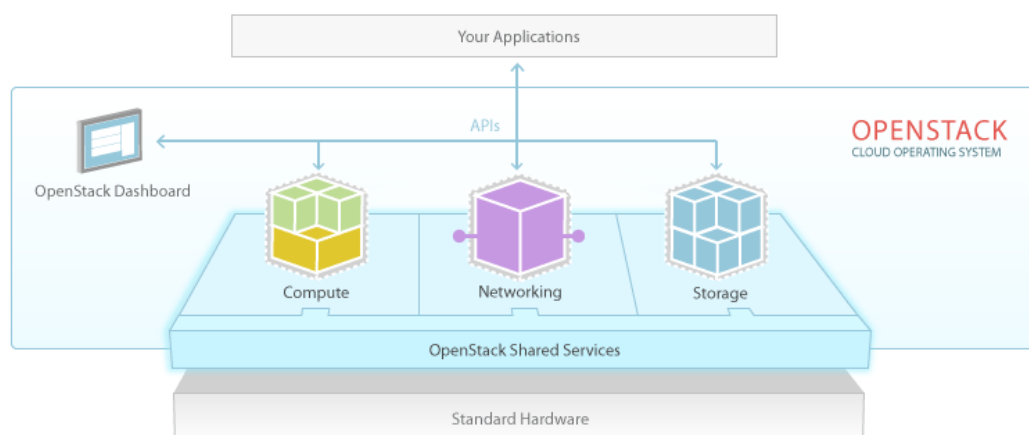 Your Applications
APIs
OPENSTACK
CLOUD OPERATING SYSTEM
OpenStack Dashboard
Compute
Networking
Storage
OpenStack Shared Services
Standard Hardware